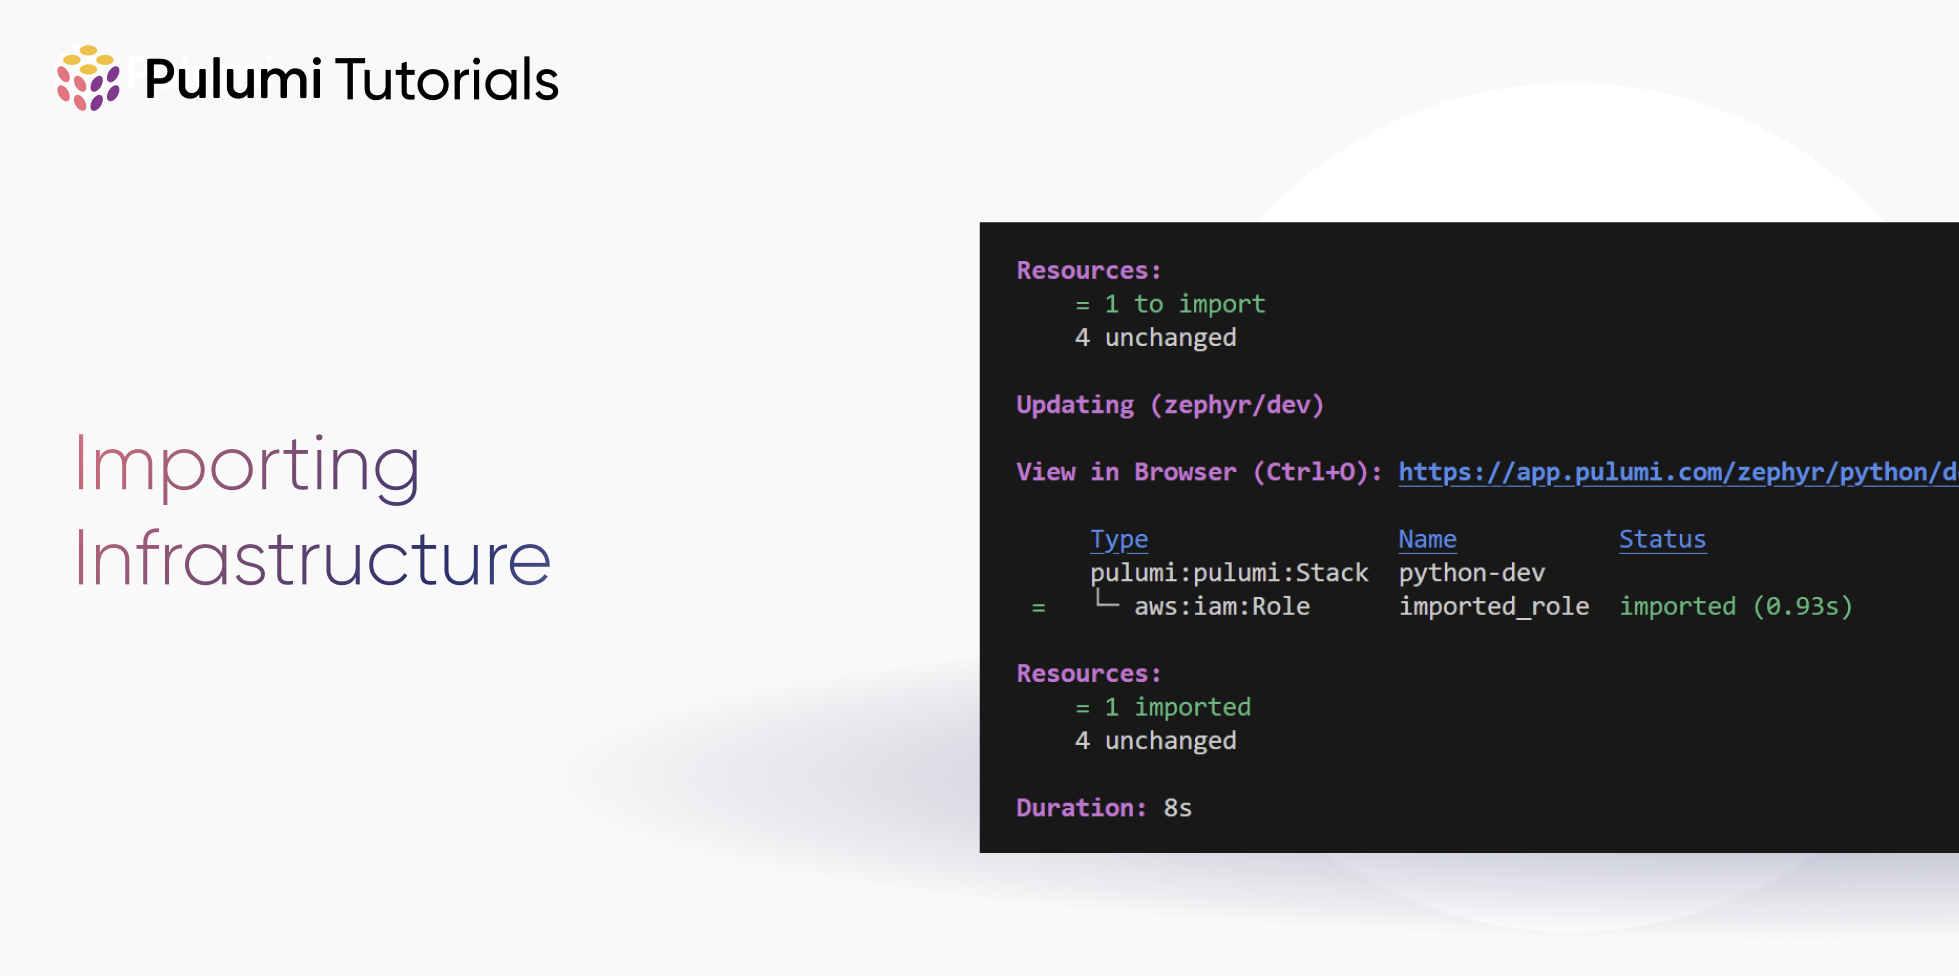 Pulumi Tutorials
Importing
Infrastructure
Resources:
= 1 to import
4 unchanged
Updating (zephyr/dev)
View in Browser (Ctrl+O): https://app.pulumi.com/zephyr/python/d
Type Name Status
pulumi:pulumi:Stack python-dev
= └─ aws:iam:Role imported_role imported (0.93s)
Resources:
= 1 imported
4 unchanged
Duration: 8s